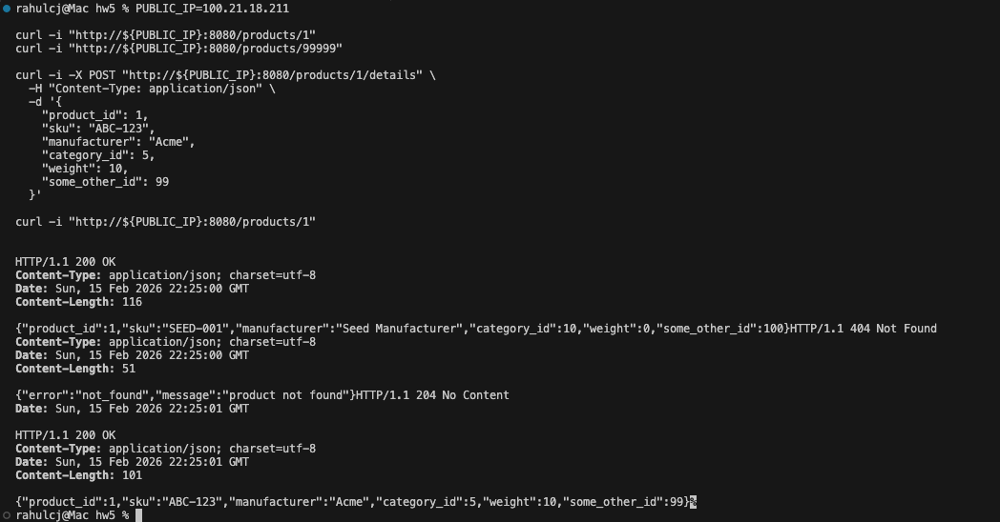 rahulcj@Mac hw5 % PUBLIC_IP=100.21.18.211
curl -i "http://${PUBLIC_IP}:8080/products/1"
curl -i "http://${PUBLIC_IP}:8080/products/99999"
curl -i -X POST "http://${PUBLIC_IP}:8080/products/1/details" \
  -H "Content-Type: application/json" \
  -d '{
    "product_id": 1,
    "sku": "ABC-123",
    "manufacturer": "Acme",
    "category_id": 5,
    "weight": 10,
    "some_other_id": 99
  }'
curl -i "http://${PUBLIC_IP}:8080/products/1"
HTTP/1.1 200 OK
Content-Type: application/json; charset=utf-8
Date: Sun, 15 Feb 2026 22:25:00 GMT
Content-Length: 116
{"product_id":1,"sku":"SEED-001","manufacturer":"Seed Manufacturer","category_id":10,"weight":0,"some_other_id":100}HTTP/1.1 404 Not Found
Content-Type: application/json; charset=utf-8
Date: Sun, 15 Feb 2026 22:25:00 GMT
Content-Length: 51
{"error":"not_found","message":"product not found"}HTTP/1.1 204 No Content
Date: Sun, 15 Feb 2026 22:25:01 GMT
HTTP/1.1 200 OK
Content-Type: application/json; charset=utf-8
Date: Sun, 15 Feb 2026 22:25:01 GMT
Content-Length: 101
{"product_id":1,"sku":"ABC-123","manufacturer":"Acme","category_id":5,"weight":10,"some_other_id":99}%
rahulcj@Mac hw5 %